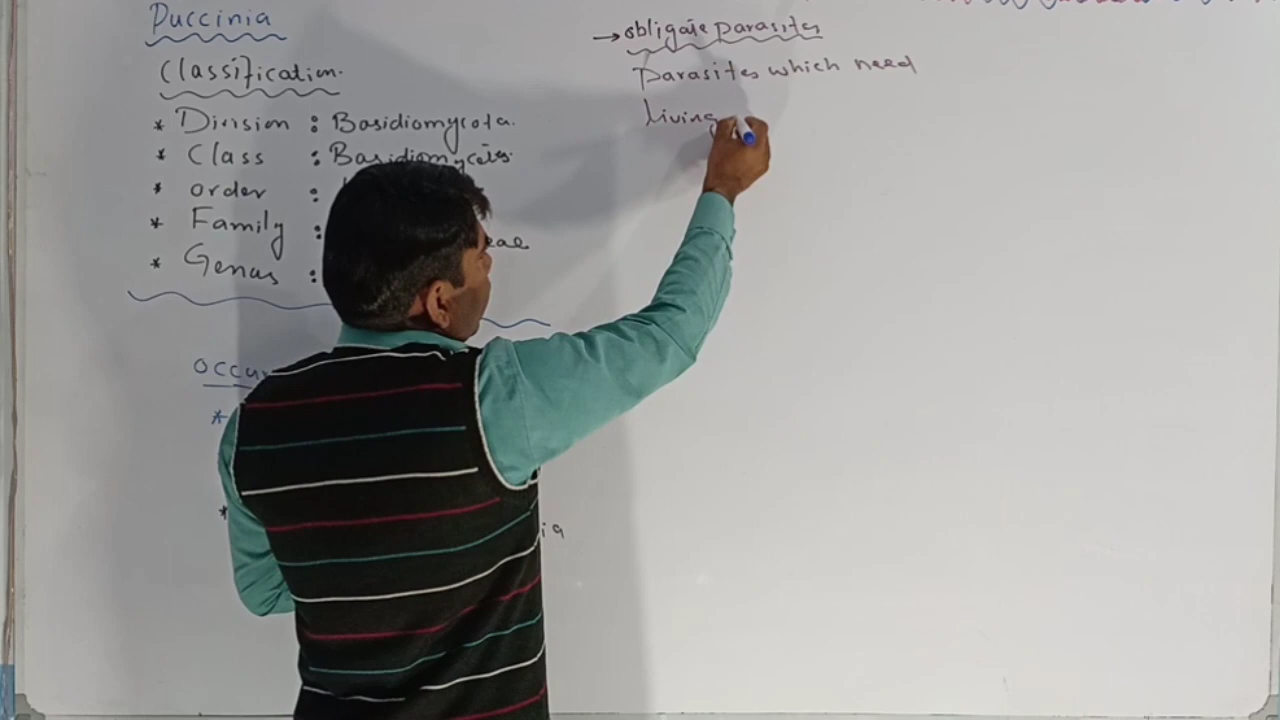 Puccinia
Classification.
* Division : Basidiomycota.
* Class : Basidiomycetes.
* order :
* Family :
* Genus :
occu
*
*
→ obligate parasites
Parasites which need
living